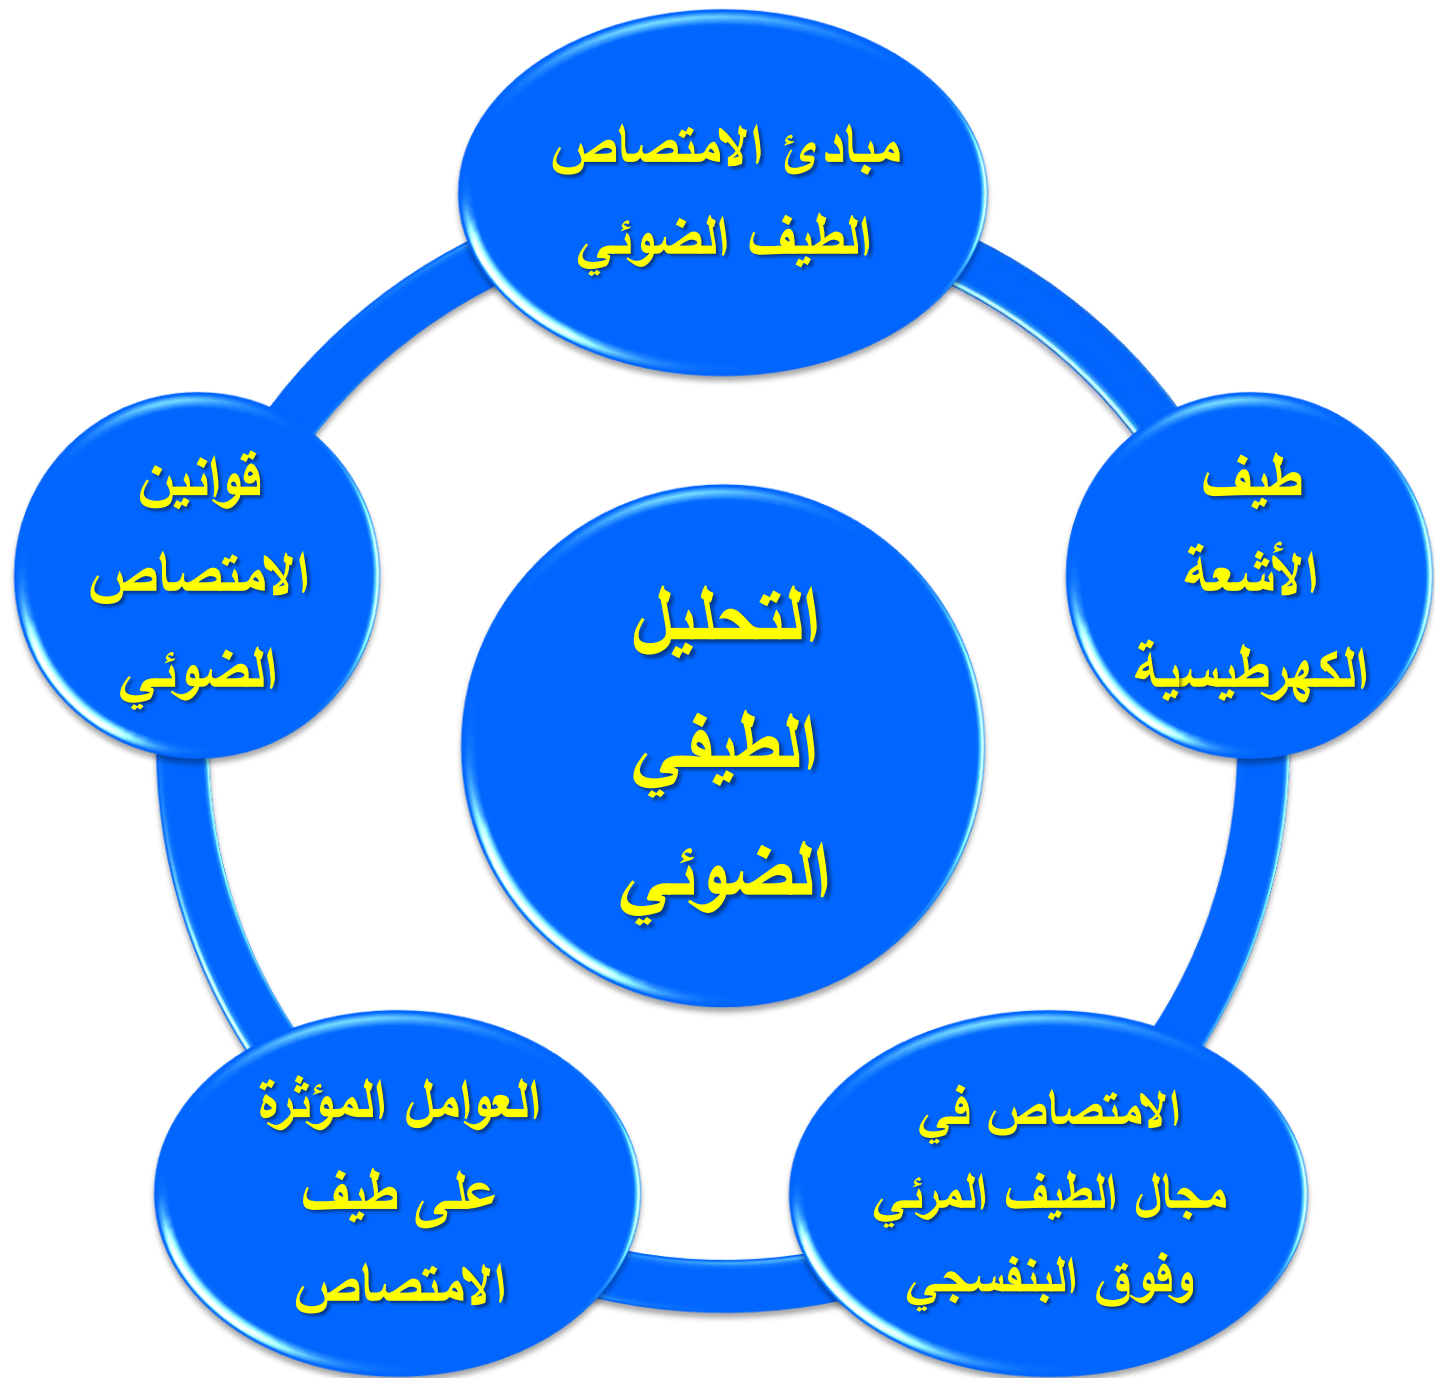 مبادئ الامتصاص
الطيف الضوئي
طيف
الأشعة
الكهرطيسية
الامتصاص في
مجال الطيف المرئي
وفوق البنفسجي
العوامل المؤثرة
على طيف
الامتصاص
قوانين
الامتصاص
الضوئي
التحليل
الطيفي
الضوئي